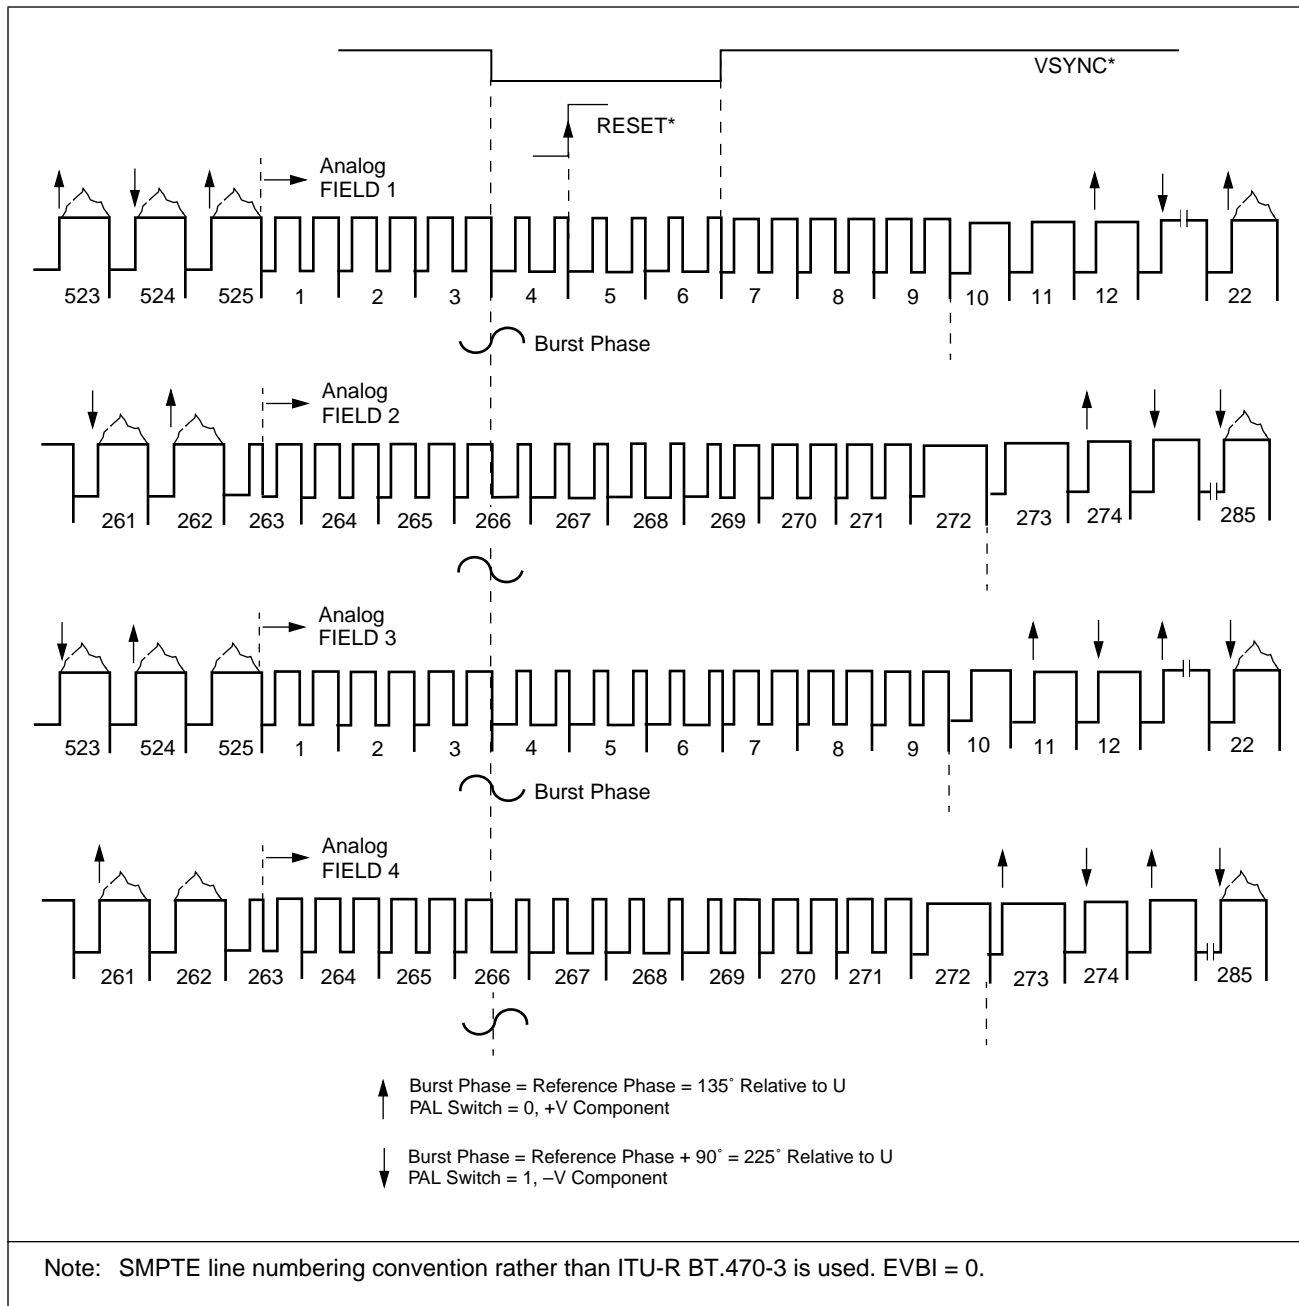 VSYNC*
RESET*
Analog
FIELD 1
523 524 525 1 2 3 4 5 6 7 8 9 10 11 12 22
Burst Phase
Analog
FIELD 2
261 262 263 264 265 266 267 268 269 270 271 272 273 274 285
Analog
FIELD 3
523 524 525 1 2 3 4 5 6 7 8 9 10 11 12 22
Burst Phase
Analog
FIELD 4
261 262 263 264 265 266 267 268 269 270 271 272 273 274 285
Burst Phase = Reference Phase = 135° Relative to U
PAL Switch = 0, +V Component
Burst Phase = Reference Phase + 90° = 225° Relative to U
PAL Switch = 1, –V Component
Note: SMPTE line numbering convention rather than ITU-R BT.470-3 is used. EVBI = 0.